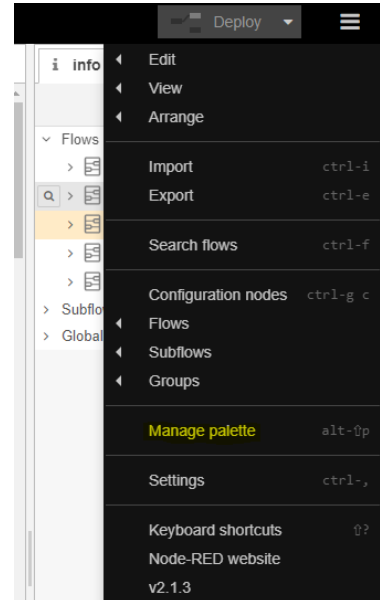 Deploy
i info
Edit
View
Arrange
Flows
Import ctrl-i
Export ctrl-e
Search flows ctrl-f
Configuration nodes ctrl-g c
Subflo
Flows
Global
Subflows
Groups
Manage palette alt-⇧p
Settings ctrl-,
Keyboard shortcuts ⇧?
Node-RED website
v2.1.3